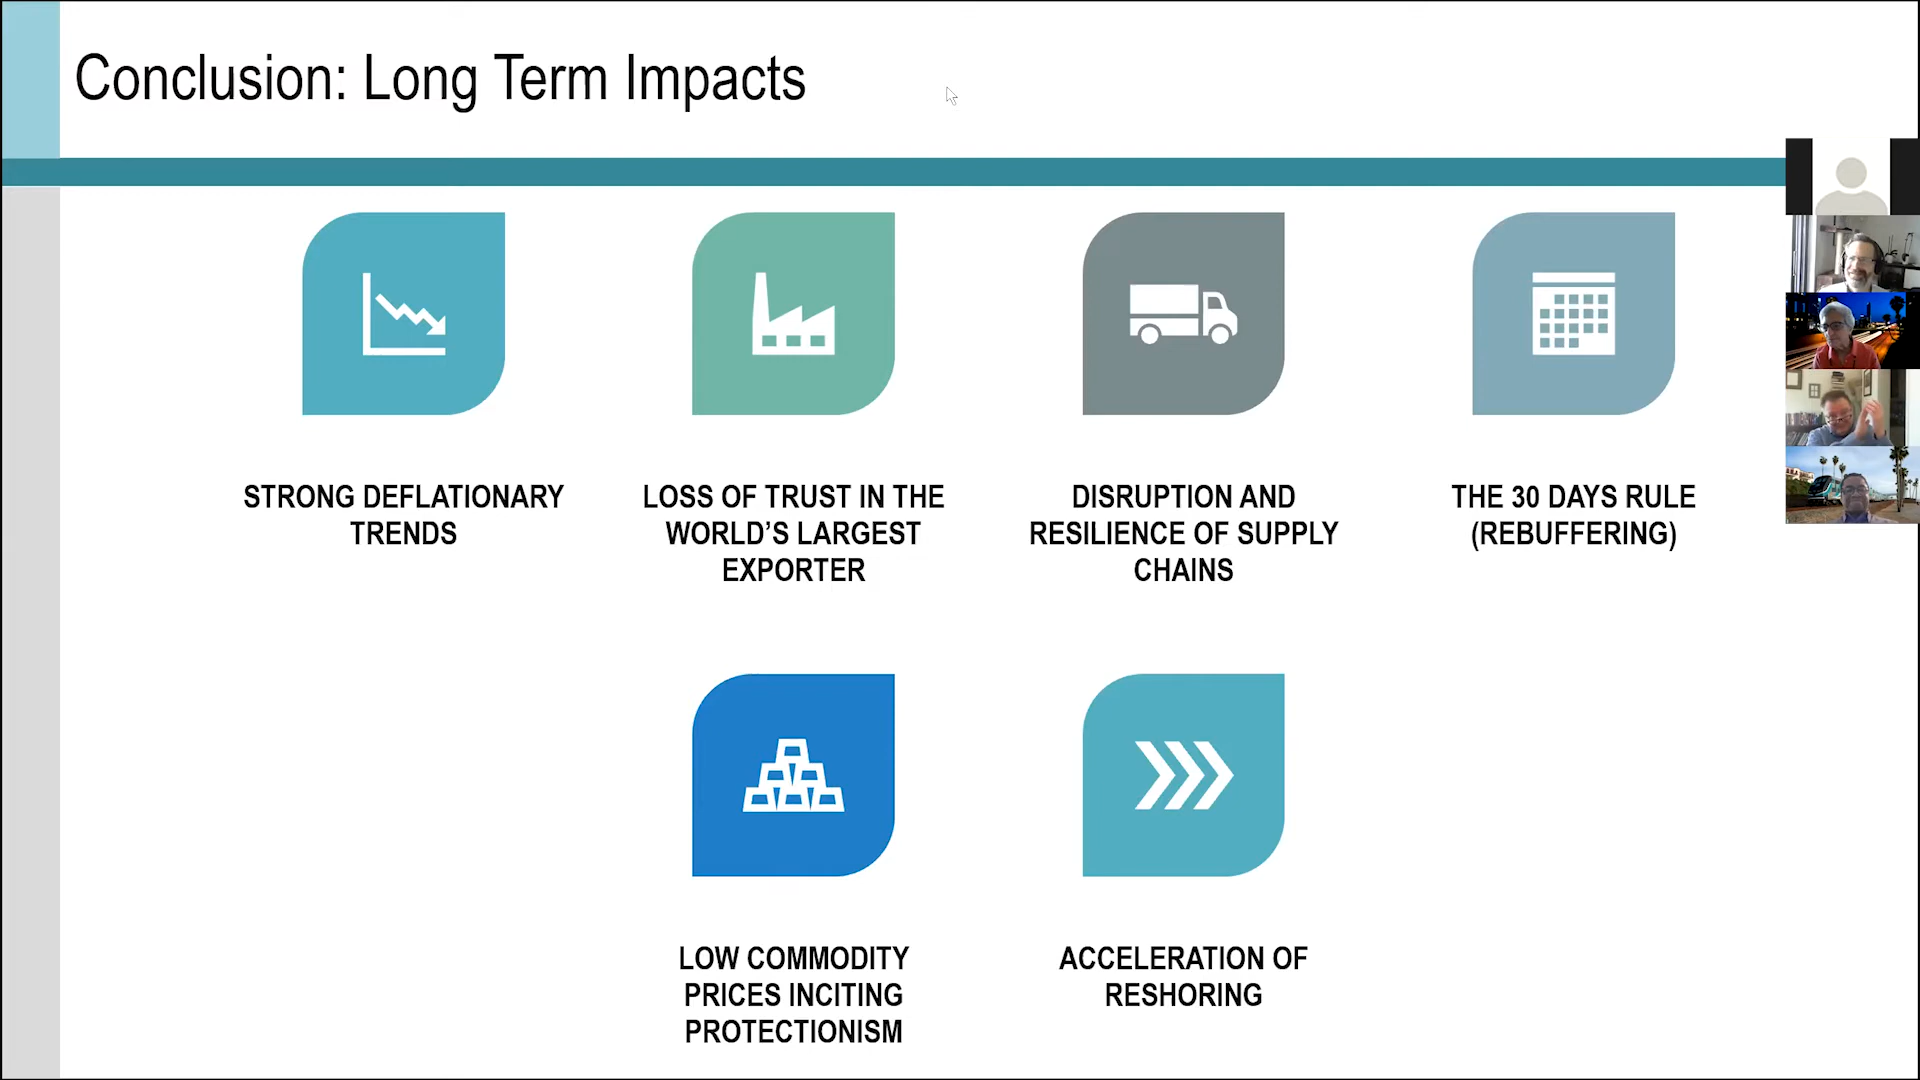 Conclusion: Long Term Impacts
STRONG DEFLATIONARY
TRENDS
LOSS OF TRUST IN THE
WORLD’S LARGEST
EXPORTER
DISRUPTION AND
RESILIENCE OF SUPPLY
CHAINS
THE 30 DAYS RULE
(REBUFFERING)
LOW COMMODITY
PRICES INCITING
PROTECTIONISM
ACCELERATION OF
RESHORING